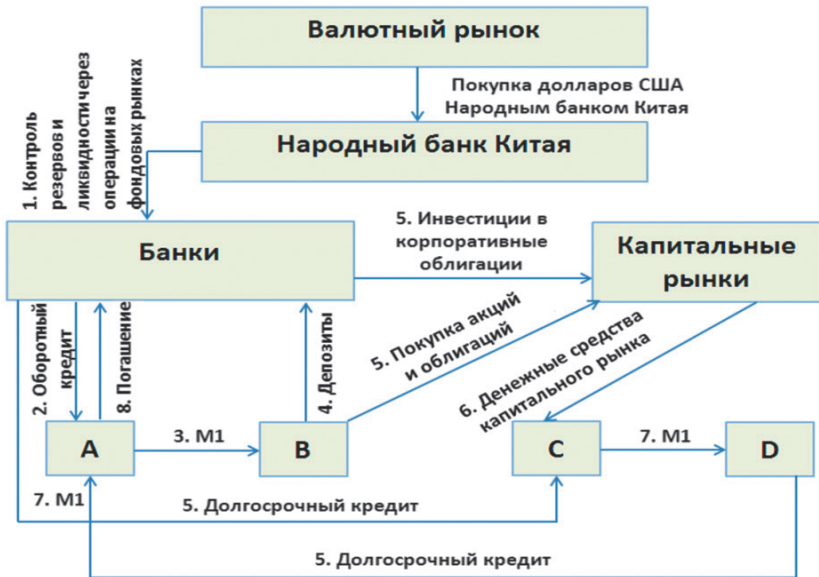 Валютный рынок
Покупка долларов США
Народным банком Китая
Народный банк Китая
1. Контроль
резервов и
ликвидности через
операции на
фондовых рынках
Банки
5. Инвестиции в
корпоративные
облигации
Капитальные
рынки
2. Оборотный
кредит
8. Погашение
4. Депозиты
5. Покупка акций
и облигаций
6. Денежные средства
капитального рынка
A
3. M1
B
C
7. M1
D
7. M1
5. Долгосрочный кредит
5. Долгосрочный кредит